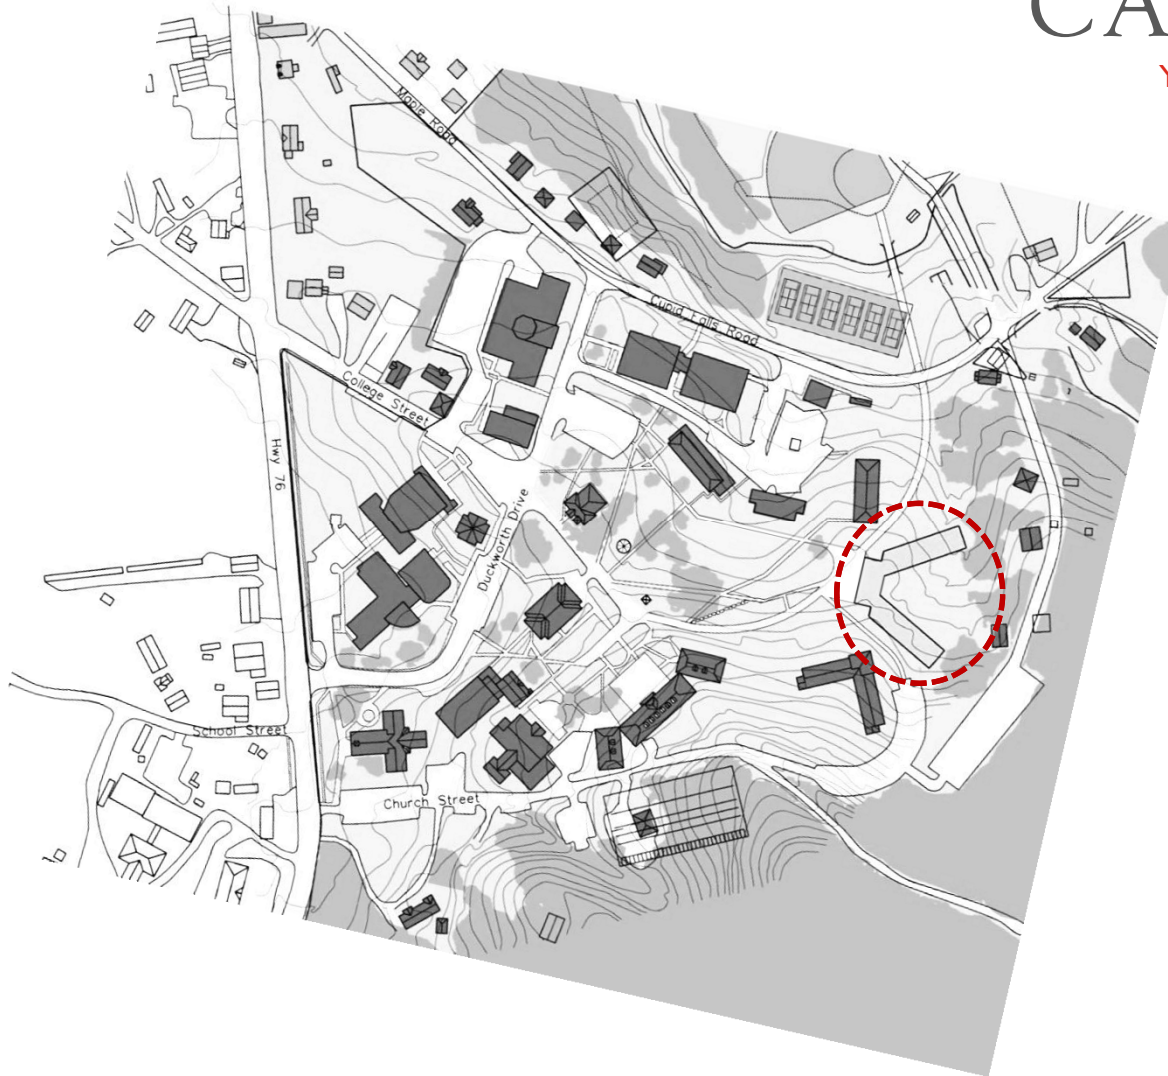 CA
Y
Maple Road
Cupid Falls Road
College Street
Hwy 76
Duckworth Drive
School Street
Church Street